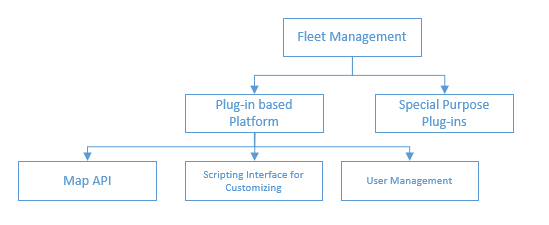 Fleet Management
Plug-in based
Platform
Special Purpose
Plug-ins
Map API
Scripting Interface for
Customizing
User Management